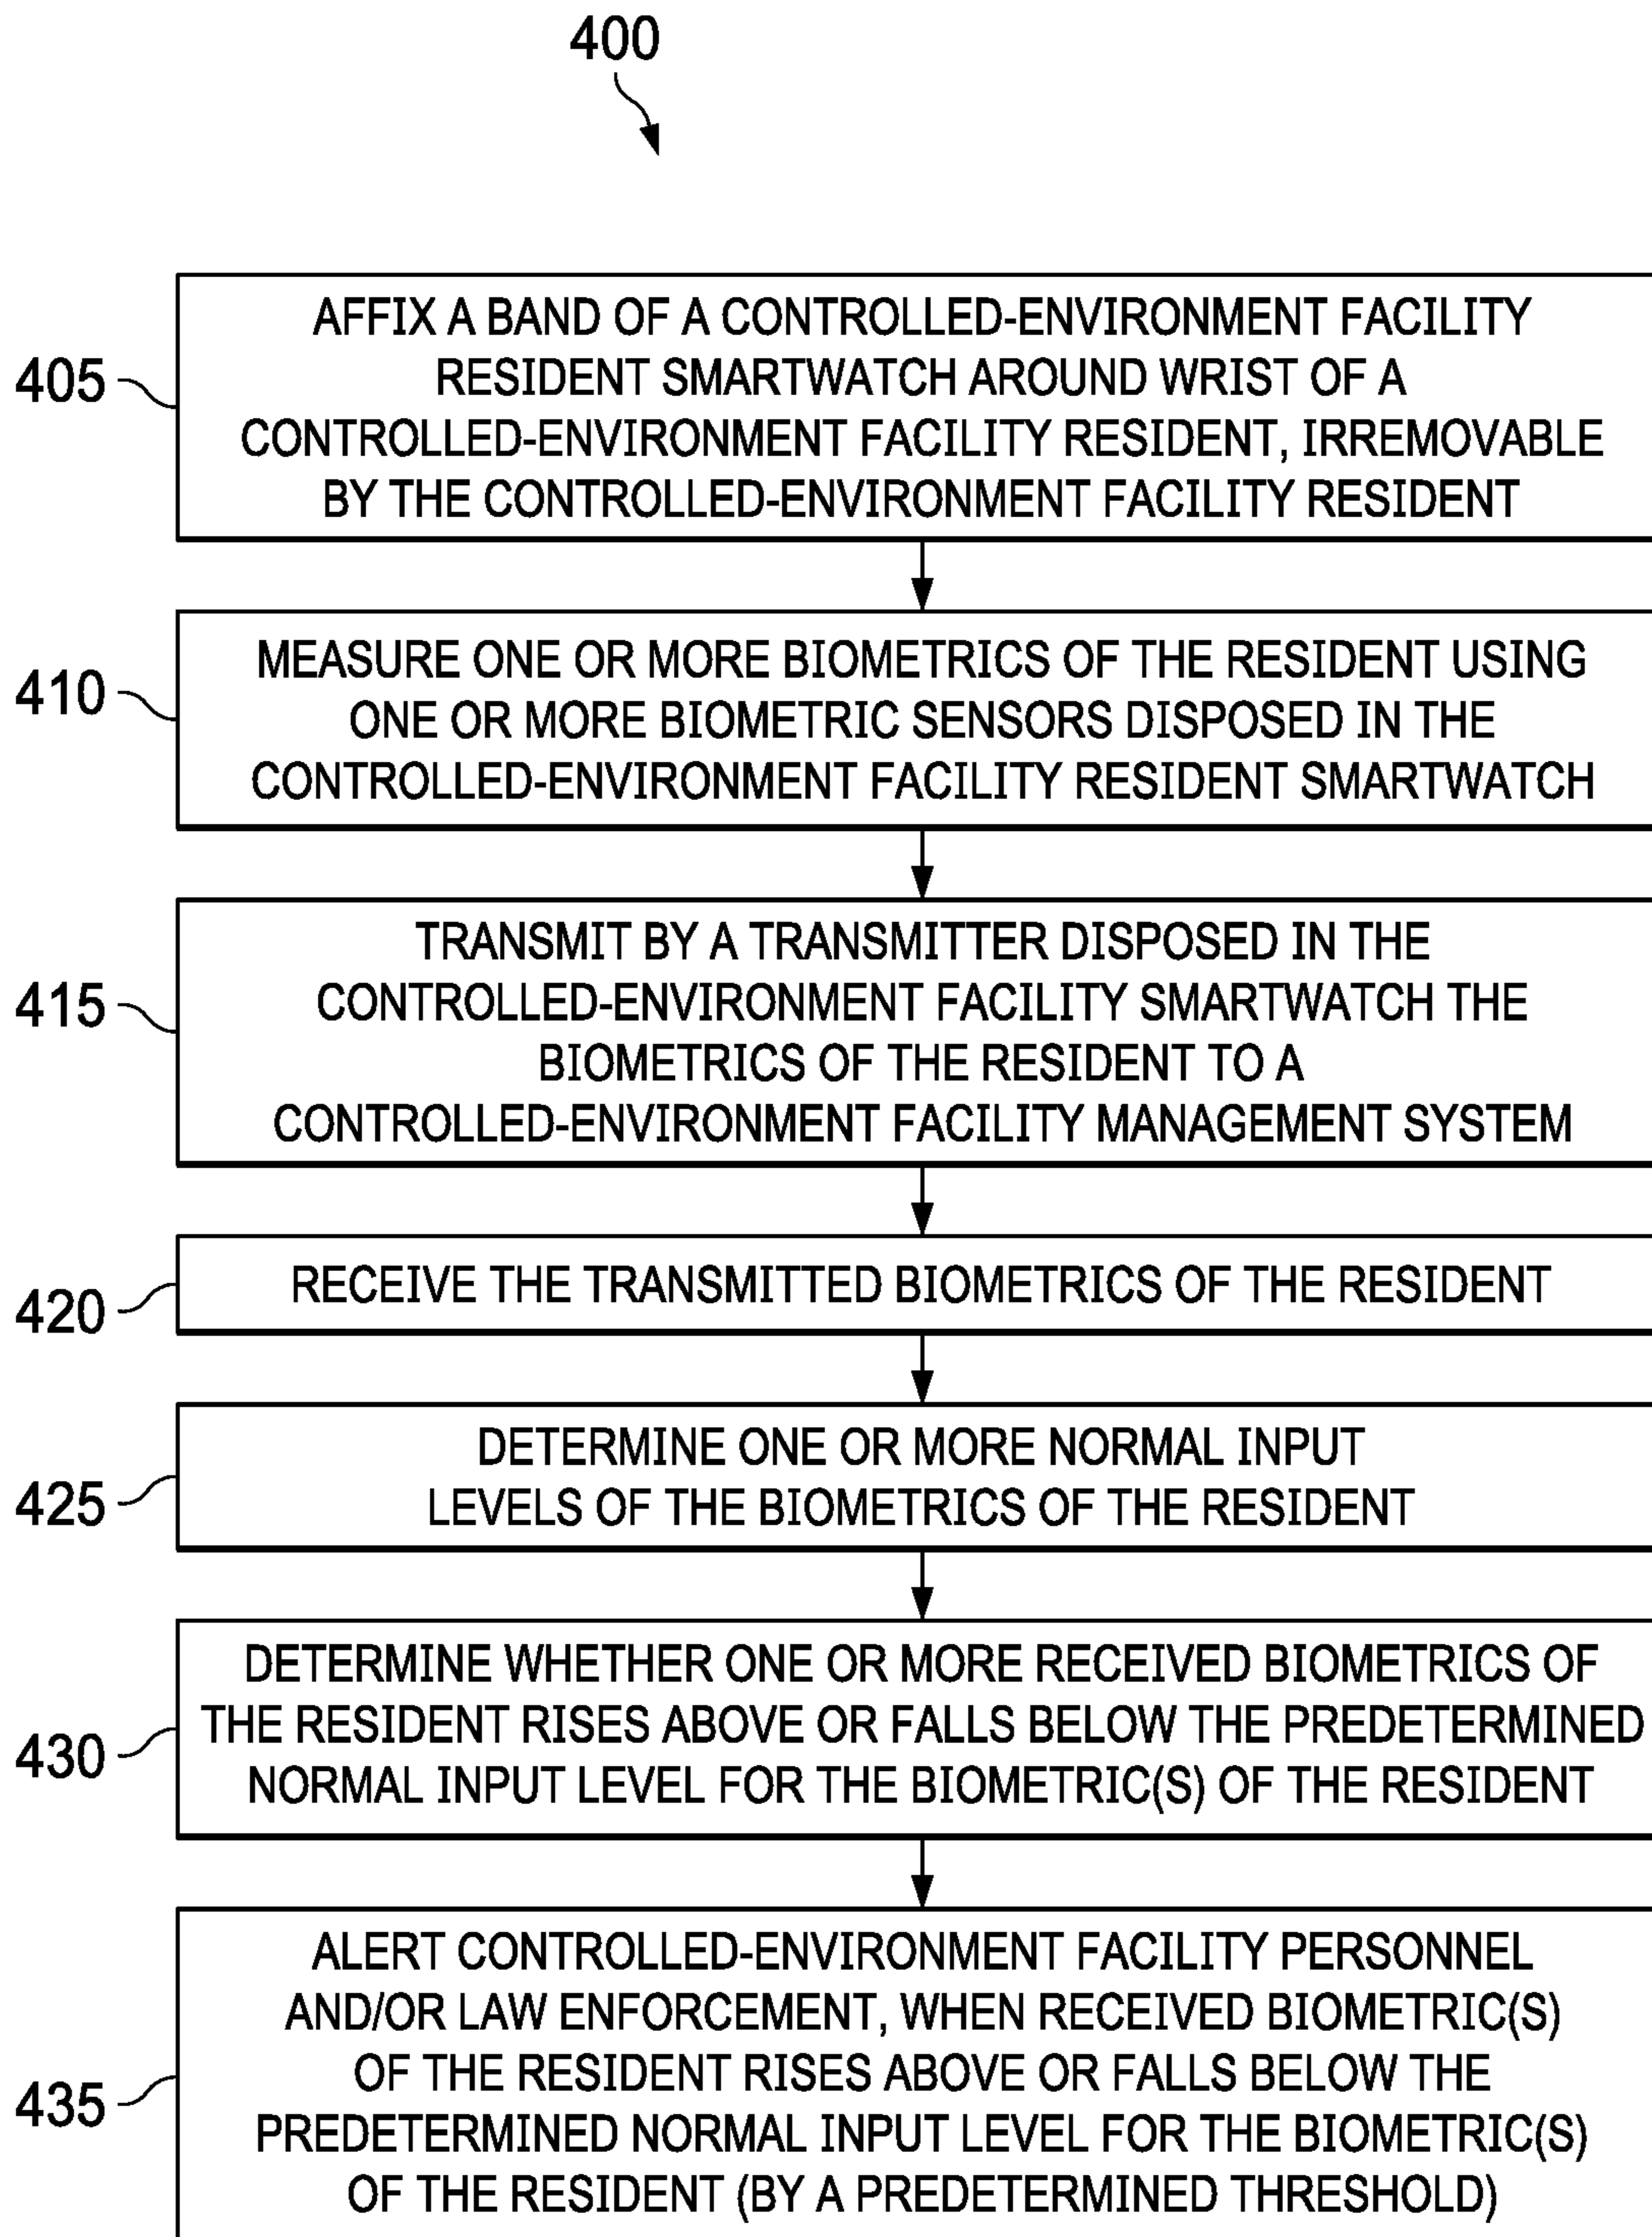 400
405
AFFIX A BAND OF A CONTROLLED-ENVIRONMENT FACILITY
RESIDENT SMARTWATCH AROUND WRIST OF A
CONTROLLED-ENVIRONMENT FACILITY RESIDENT, IRREMOVABLE
BY THE CONTROLLED-ENVIRONMENT FACILITY RESIDENT
410
MEASURE ONE OR MORE BIOMETRICS OF THE RESIDENT USING
ONE OR MORE BIOMETRIC SENSORS DISPOSED IN THE
CONTROLLED-ENVIRONMENT FACILITY RESIDENT SMARTWATCH
415
TRANSMIT BY A TRANSMITTER DISPOSED IN THE
CONTROLLED-ENVIRONMENT FACILITY SMARTWATCH THE
BIOMETRICS OF THE RESIDENT TO A
CONTROLLED-ENVIRONMENT FACILITY MANAGEMENT SYSTEM
420
RECEIVE THE TRANSMITTED BIOMETRICS OF THE RESIDENT
425
DETERMINE ONE OR MORE NORMAL INPUT
LEVELS OF THE BIOMETRICS OF THE RESIDENT
430
DETERMINE WHETHER ONE OR MORE RECEIVED BIOMETRICS OF
THE RESIDENT RISES ABOVE OR FALLS BELOW THE PREDETERMINED
NORMAL INPUT LEVEL FOR THE BIOMETRIC(S) OF THE RESIDENT
435
ALERT CONTROLLED-ENVIRONMENT FACILITY PERSONNEL
AND/OR LAW ENFORCEMENT, WHEN RECEIVED BIOMETRIC(S)
OF THE RESIDENT RISES ABOVE OR FALLS BELOW THE
PREDETERMINED NORMAL INPUT LEVEL FOR THE BIOMETRIC(S)
OF THE RESIDENT (BY A PREDETERMINED THRESHOLD)